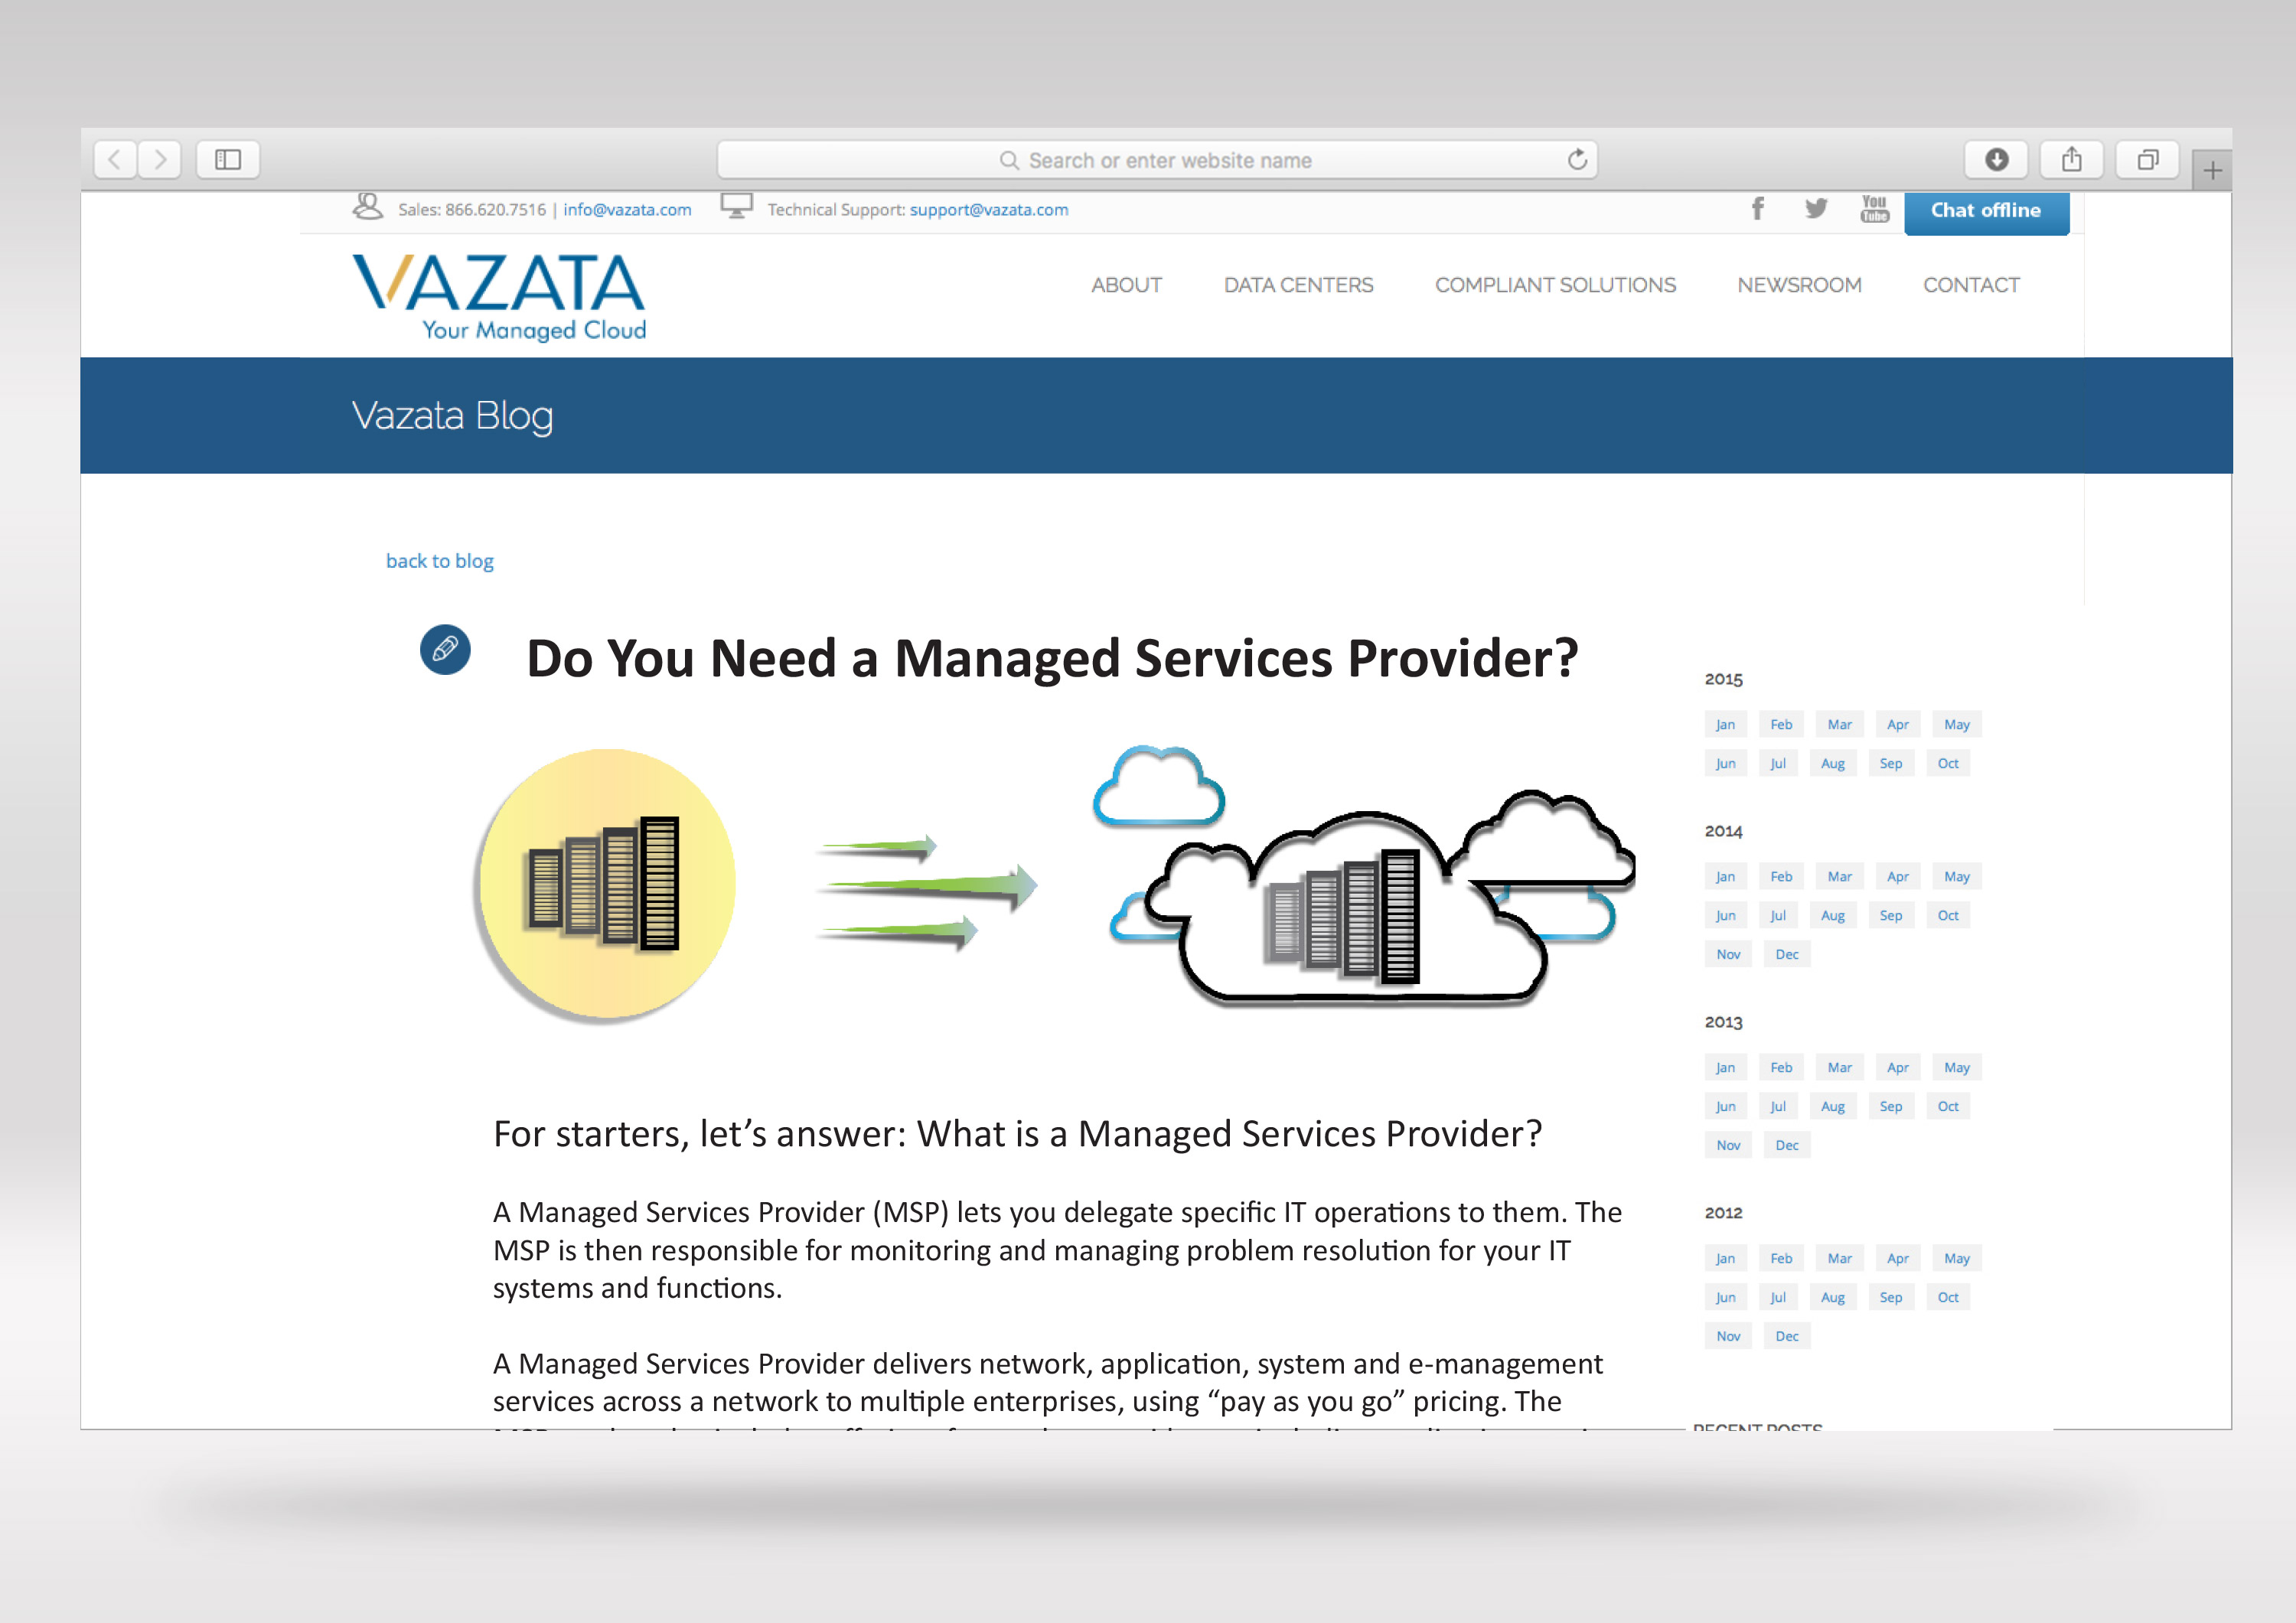 Search or enter website name
Sales: 866.620.7516 | info@vazata.com
Technical Support: support@vazata.com
You
Tube
Chat offline
VAZATA
Your Managed Cloud
ABOUT
DATA CENTERS
COMPLIANT SOLUTIONS
NEWSROOM
CONTACT
Vazata Blog
back to blog
Do You Need a Managed Services Provider?
For starters, let’s answer: What is a Managed Services Provider?
A Managed Services Provider (MSP) lets you delegate specific IT operations to them. The
MSP is then responsible for monitoring and managing problem resolution for your IT
systems and functions.
A Managed Services Provider delivers network, application, system and e-management
services across a network to multiple enterprises, using “pay as you go” pricing. The
2015
Jan Feb Mar Apr May
Jun Jul Aug Sep Oct
2014
Jan Feb Mar Apr May
Jun Jul Aug Sep Oct
Nov Dec
2013
Jan Feb Mar Apr May
Jun Jul Aug Sep Oct
Nov Dec
2012
Jan Feb Mar Apr May
Jun Jul Aug Sep Oct
Nov Dec
RECENT POSTS